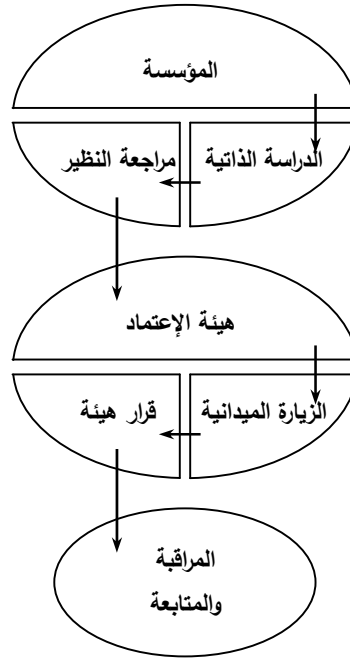 المؤسسة
الدراسة الذاتية
مراجعة النظير
هيئة الإعتماد
الزيارة الميدانية
قرار هيئة
المراقبة
والمتابعة